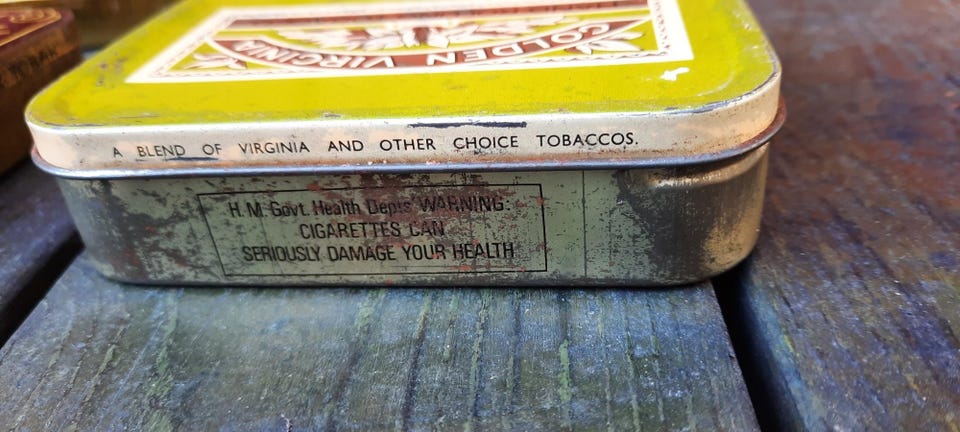 GOLDEN VIRGINIA
A BLEND OF VIRGINIA AND OTHER CHOICE TOBACCOS.
H.M. Govt. Health Depts' WARNING:
CIGARETTES CAN
SERIOUSLY DAMAGE YOUR HEALTH